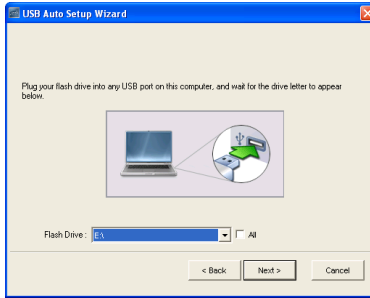 USB Auto Setup Wizard
Plug your flash drive into any USB port on this computer, and wait for the drive letter to appear
below.
Flash Drive : E:\ All
< Back Next > Cancel